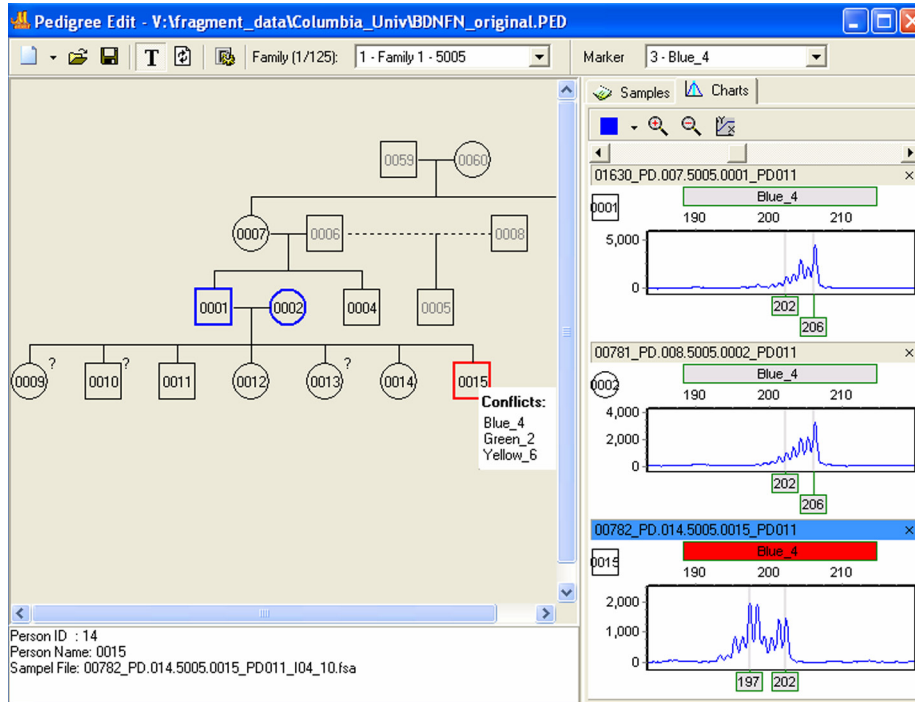 Pedigree Edit - V:\fragment_data\Columbia_Univ\BDNFN_original.PED
T Family (1/125): 1 - Family 1 - 5005 Marker 3 - Blue_4
Samples Charts
0059 0060
0007 0006 0008
0001 0002 0004 0005
0009 ? 0010 ? 0011 0012 0013 ? 0014 0015
Conflicts:
Blue_4
Green_2
Yellow_6
Person ID : 14
Person Name: 0015
Sampel File: 00782_PD.014.5005.0015_PD011_I04_10.fsa
01630_PD.007.5005.0001_PD011
0001
Blue_4
190 200 210
5,000
0
202
206
00781_PD.008.5005.0002_PD011
0002
Blue_4
190 200 210
4,000
2,000
0
202
206
00782_PD.014.5005.0015_PD011
0015
Blue_4
190 200 210
2,000
1,000
0
197 202